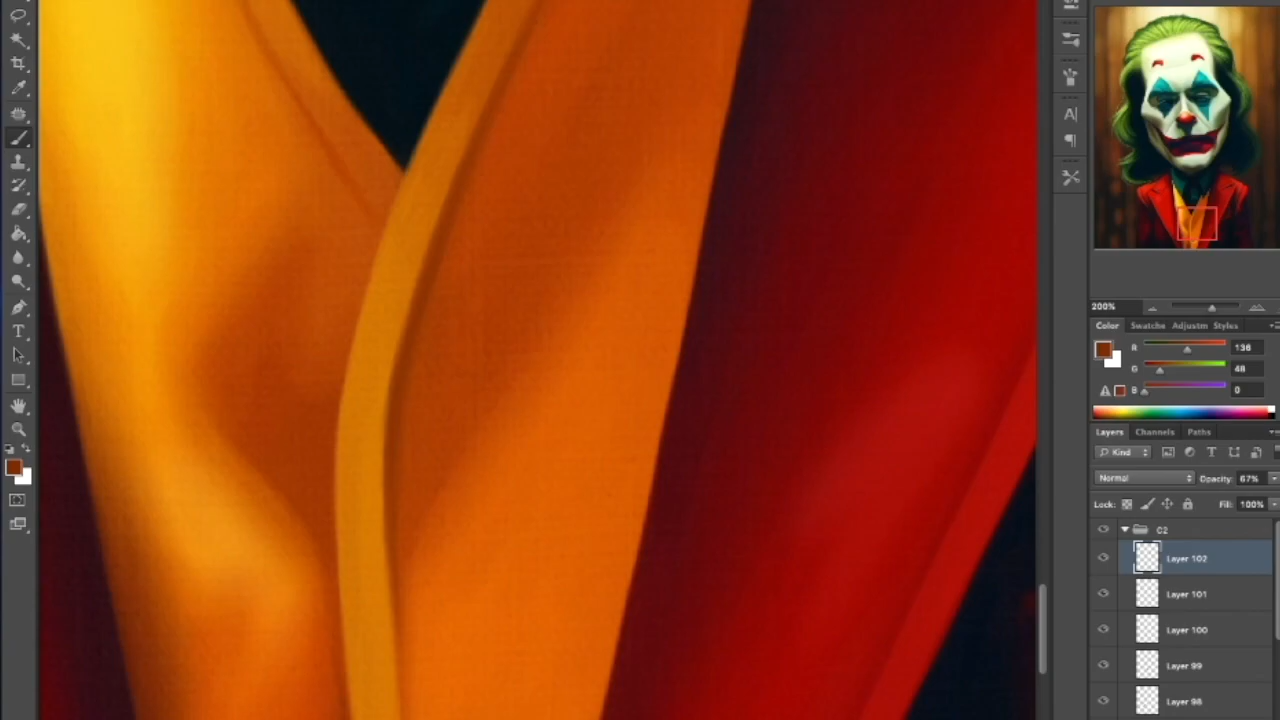 200%
Color Swatche Adjustm Styles
R 136
G 48
B 0
Layers Channels Paths
Kind
Normal Opacity: 67%
Lock: Fill: 100%
C2
Layer 102
Layer 101
Layer 100
Layer 99
Layer 98